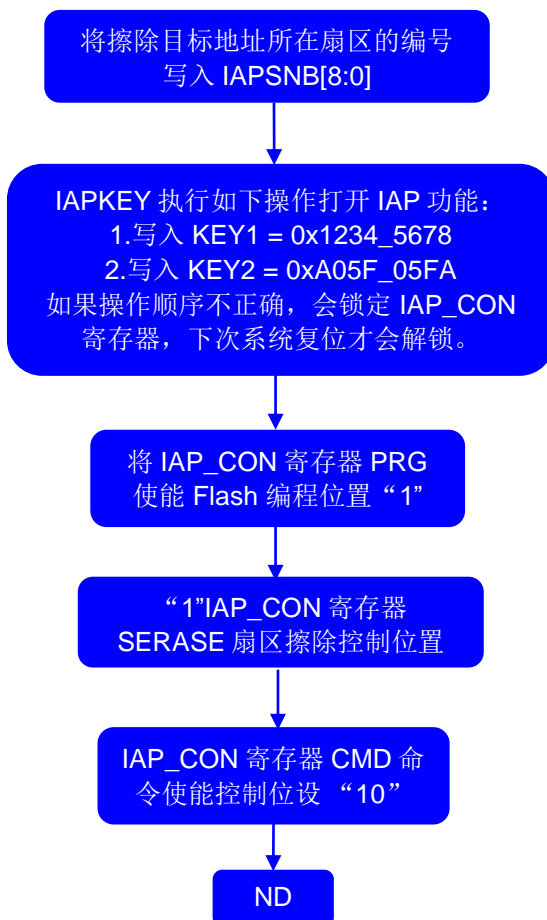 将擦除目标地址所在扇区的编号
写入 IAPSNB[8:0]
IAPKEY 执行如下操作打开 IAP 功能：
1.写入 KEY1 = 0x1234_5678
2.写入 KEY2 = 0xA05F_05FA
如果操作顺序不正确，会锁定 IAP_CON
寄存器，下次系统复位才会解锁。
将 IAP_CON 寄存器 PRG
使能 Flash 编程位置“1”
“1”IAP_CON 寄存器
SERASE 扇区擦除控制位置
IAP_CON 寄存器 CMD 命
令使能控制位设 “10”
ND